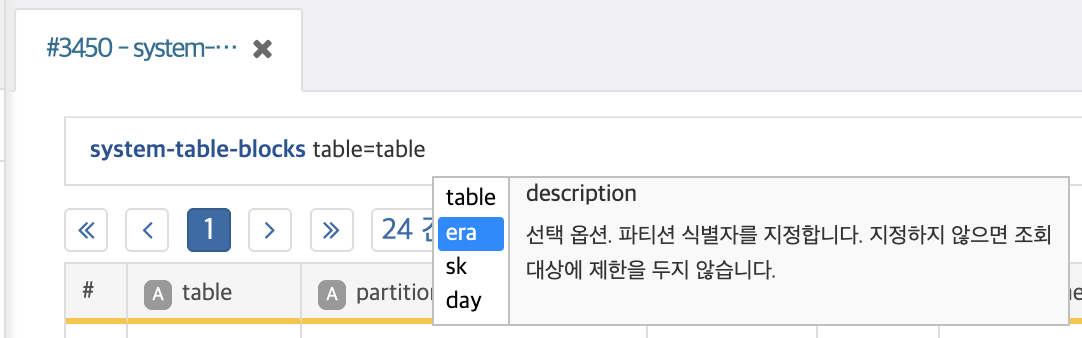 #3450 - system-⋯ ✖
system-table-blocks table=table
« ‹ 1 › » 24
table
era
sk
day
description
선택 옵션. 파티션 식별자를 지정합니다. 지정하지 않으면 조회
대상에 제한을 두지 않습니다.
# A table A partition